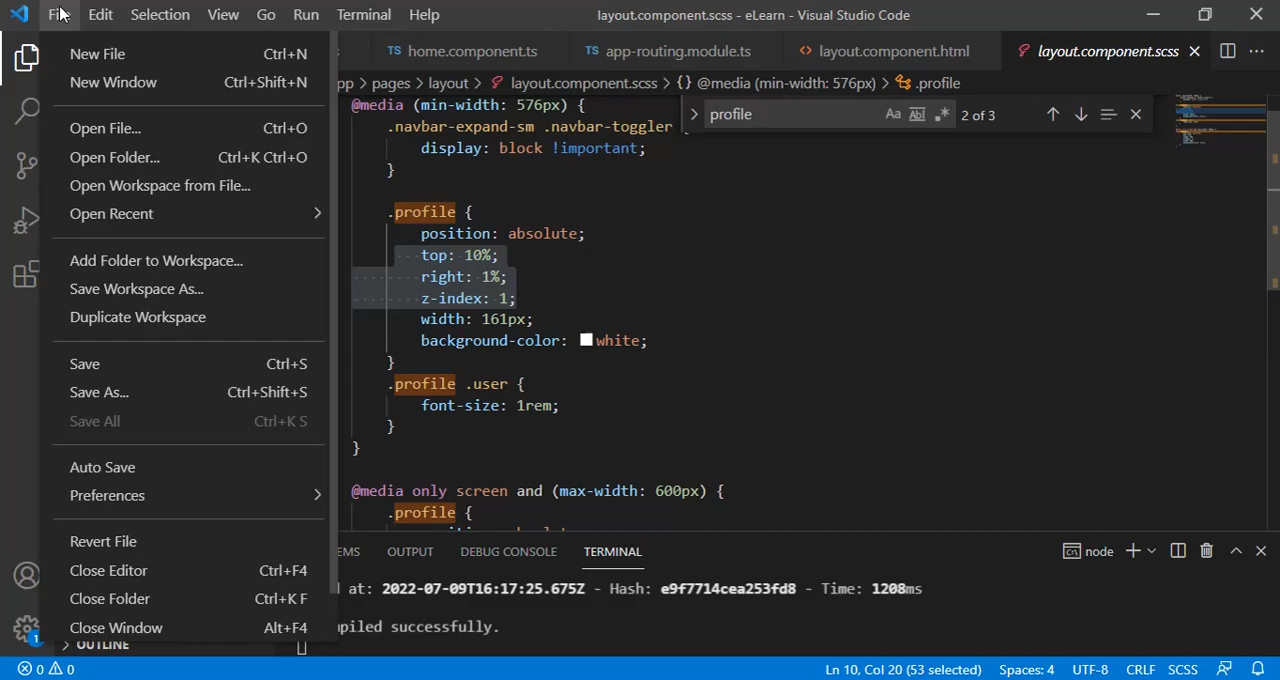 File Edit Selection View Go Run Terminal Help layout.component.scss - eLearn - Visual Studio Code
TS home.component.ts TS app-routing.module.ts <> layout.component.html layout.component.scss
pp > pages > layout > layout.component.scss > {} @media (min-width: 576px) > .profile
New File Ctrl+N
New Window Ctrl+Shift+N
Open File... Ctrl+O
Open Folder... Ctrl+K Ctrl+O
Open Workspace from File...
Open Recent
Add Folder to Workspace...
Save Workspace As...
Duplicate Workspace
Save Ctrl+S
Save As... Ctrl+Shift+S
Save All Ctrl+K S
Auto Save
Preferences
Revert File
Close Editor Ctrl+F4
Close Folder Ctrl+K F
Close Window Alt+F4
OUTLINE
1
profile Aa Abl .* 2 of 3
@media (min-width: 576px) {
.navbar-expand-sm .navbar-toggler {
display: block !important;
}
.profile {
position: absolute;
top: 10%;
right: 1%;
z-index: 1;
width: 161px;
background-color: white;
}
.profile .user {
font-size: 1rem;
}
}
@media only screen and (max-width: 600px) {
.profile {
EMS OUTPUT DEBUG CONSOLE TERMINAL node
at: 2022-07-09T16:17:25.675Z - Hash: e9f7714cea253fd8 - Time: 1208ms
piled successfully.
0 0 Ln 10, Col 20 (53 selected) Spaces: 4 UTF-8 CRLF SCSS